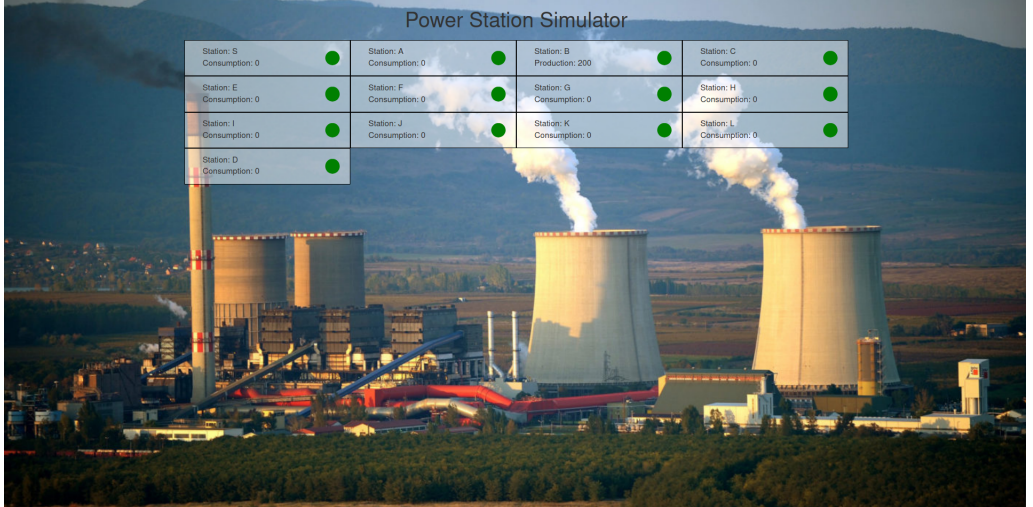 Power Station Simulator
Station: S
Consumption: 0
Station: A
Consumption: 0
Station: B
Production: 200
Station: C
Consumption: 0
Station: E
Consumption: 0
Station: F
Consumption: 0
Station: G
Consumption: 0
Station: H
Consumption: 0
Station: I
Consumption: 0
Station: J
Consumption: 0
Station: K
Consumption: 0
Station: L
Consumption: 0
Station: D
Consumption: 0